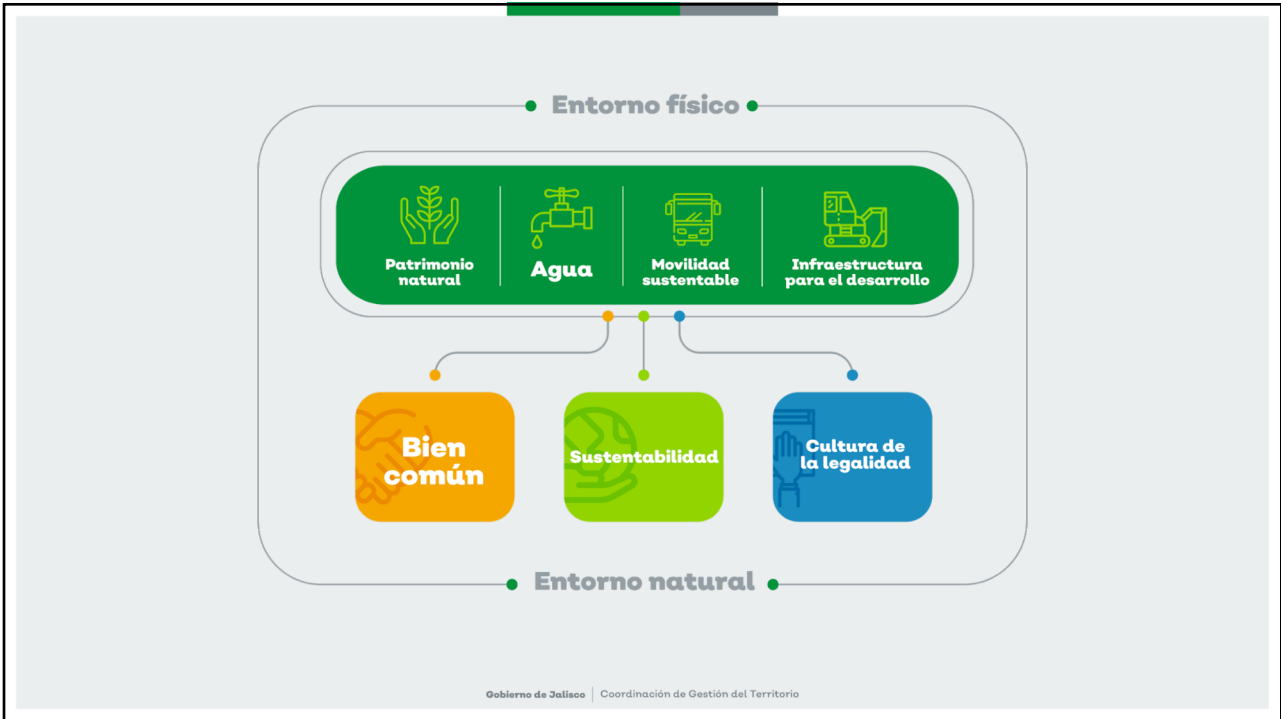 Entorno físico
Patrimonio
natural
Agua
Movilidad
sustentable
Infraestructura
para el desarrollo
Bien
común
Sustentabilidad
Cultura de
la legalidad
Entorno natural
Gobierno de Jalisco | Coordinación de Gestión del Territorio